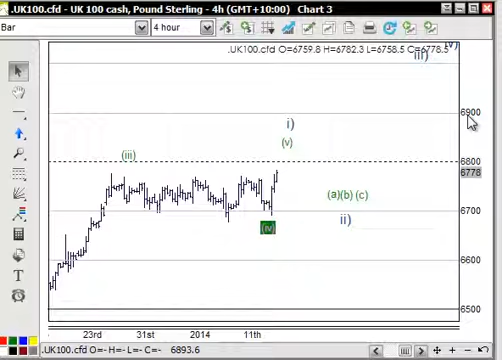 .UK100.cfd - UK 100 cash, Pound Sterling - 4h (GMT+10:00) Chart 3
Bar
4 hour
.UK100.cfd O=6759.8 H=6782.3 L=6758.5 C=6778.5
iii)
v)
6900
i)
(v)
(iii)
6800
6778
(a)(b) (c)
6700
ii)
(iv)
6500
23rd 31st 2014 11th
.UK100.cfd O=- H=- L=- C=- 6893.6